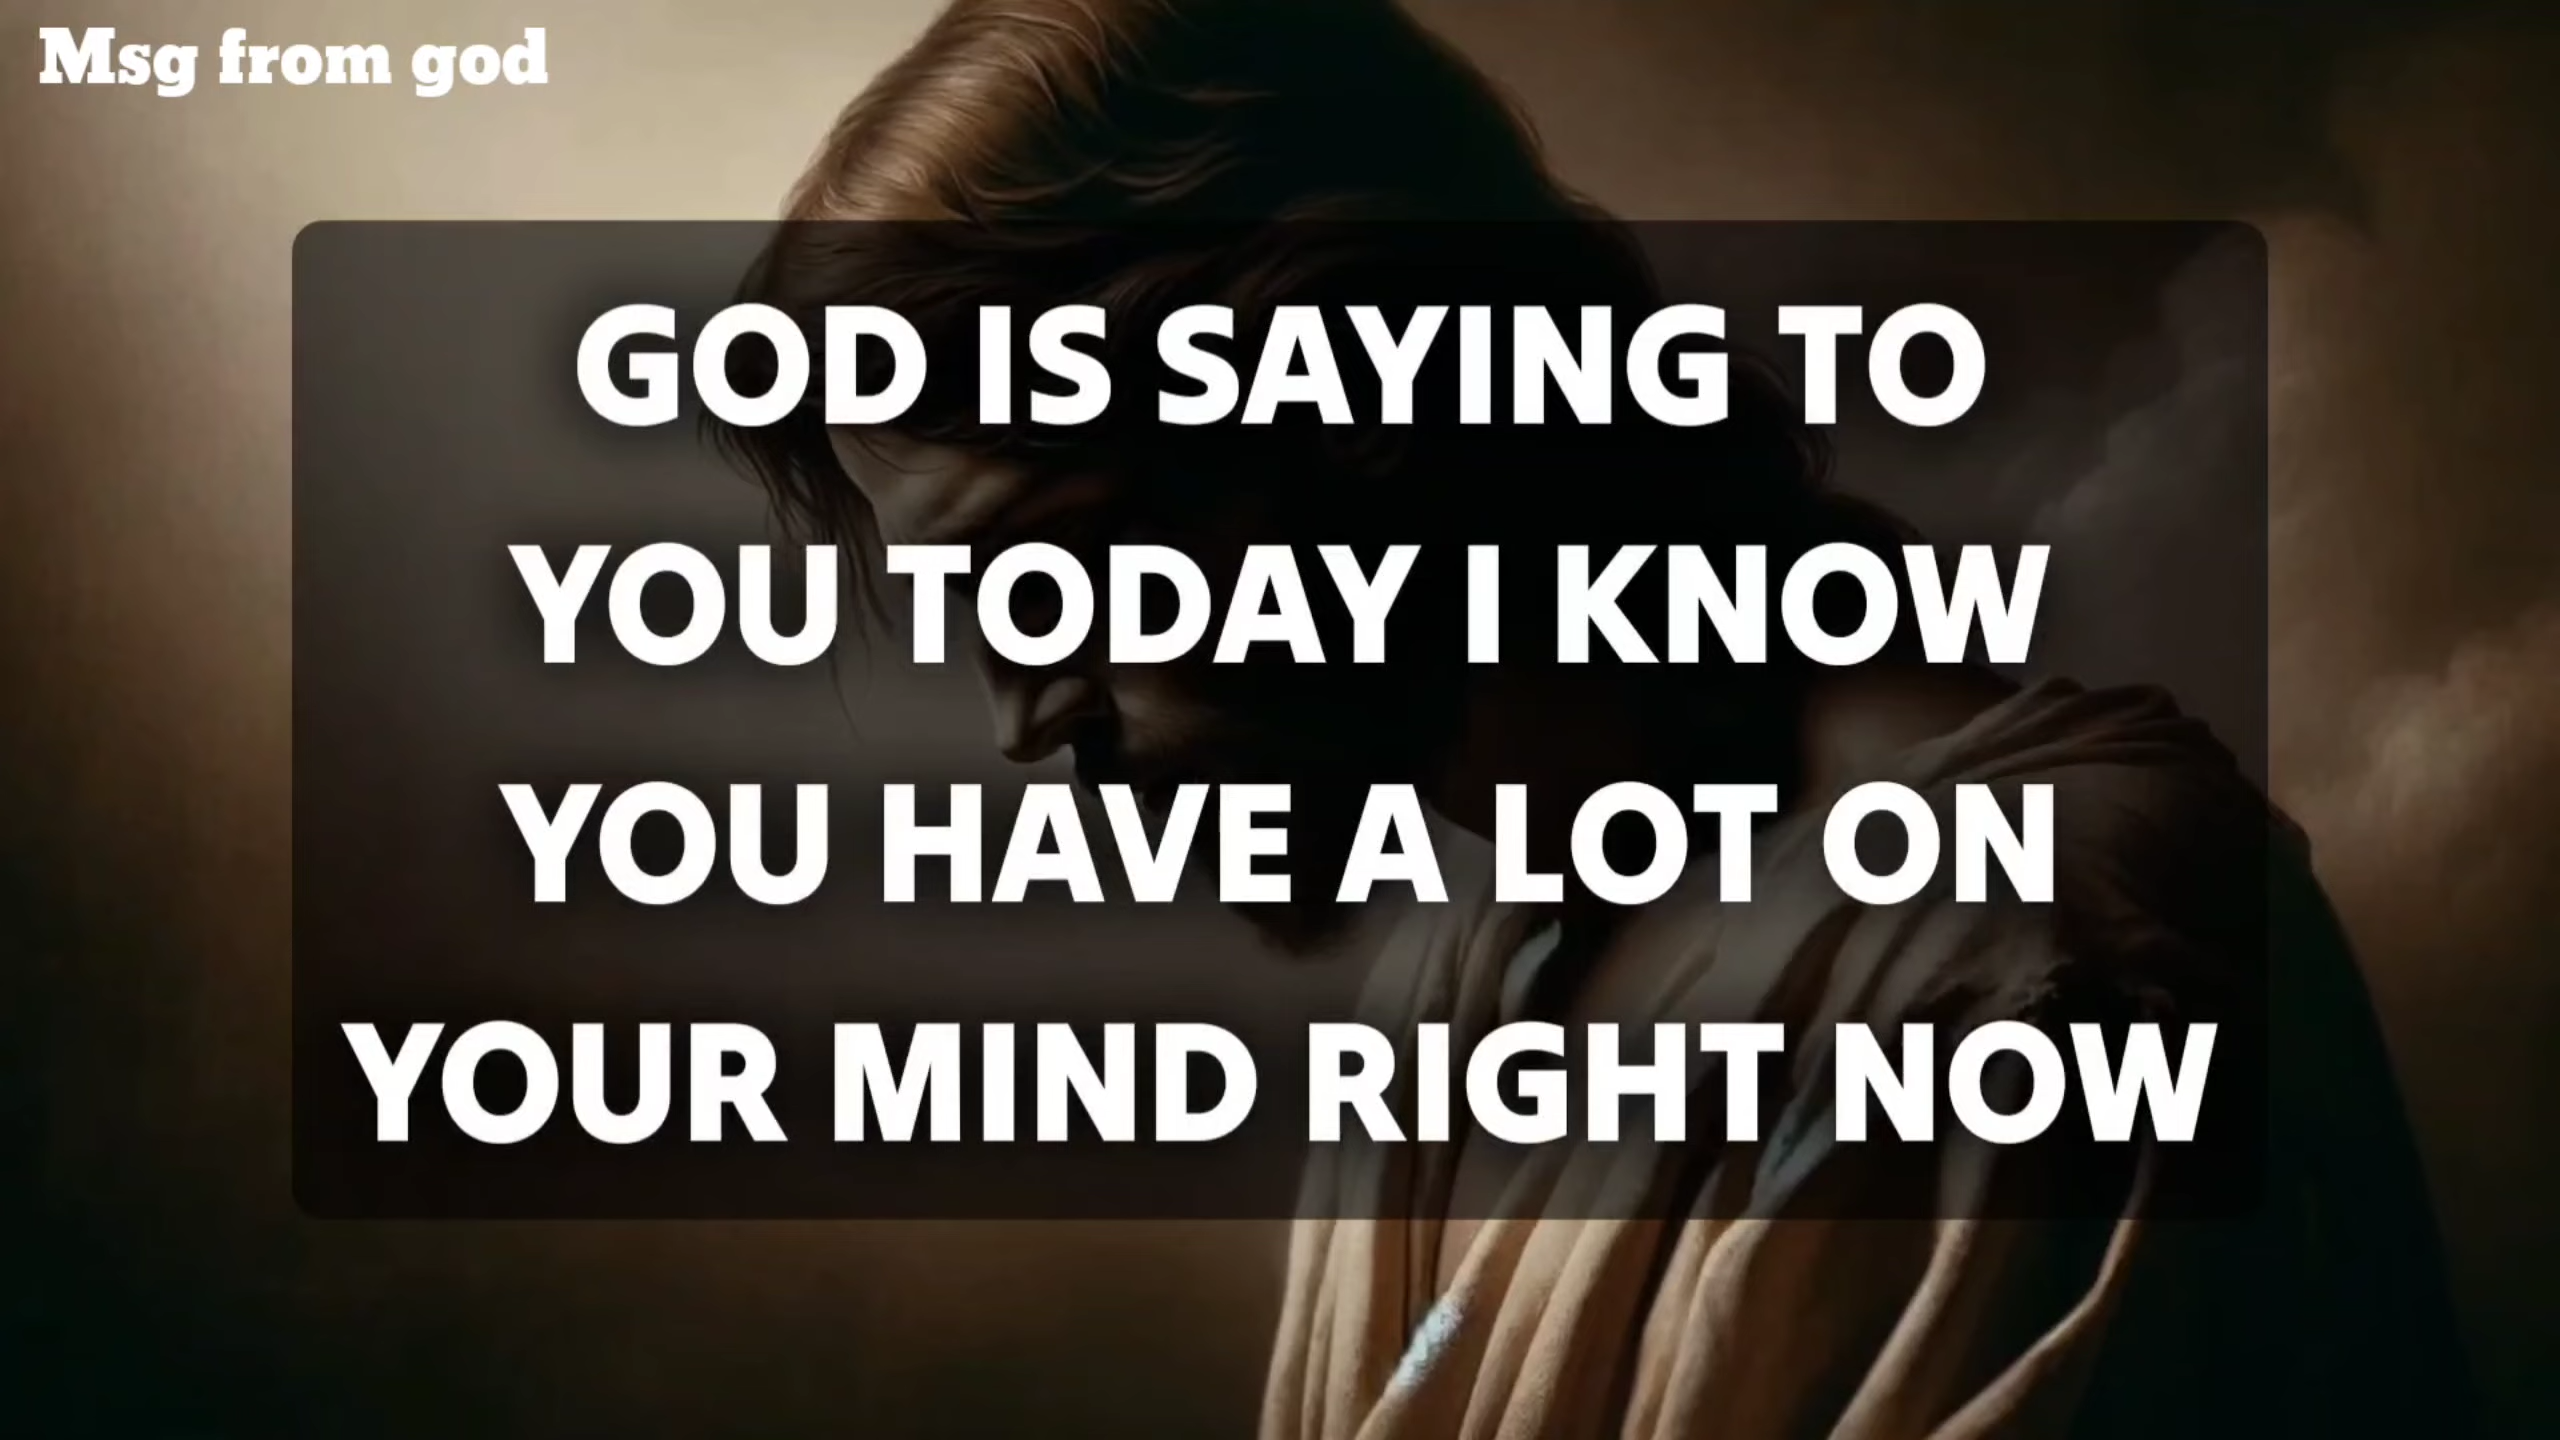 Msg from god
GOD IS SAYING TO
YOU TODAY I KNOW
YOU HAVE A LOT ON
YOUR MIND RIGHT NOW